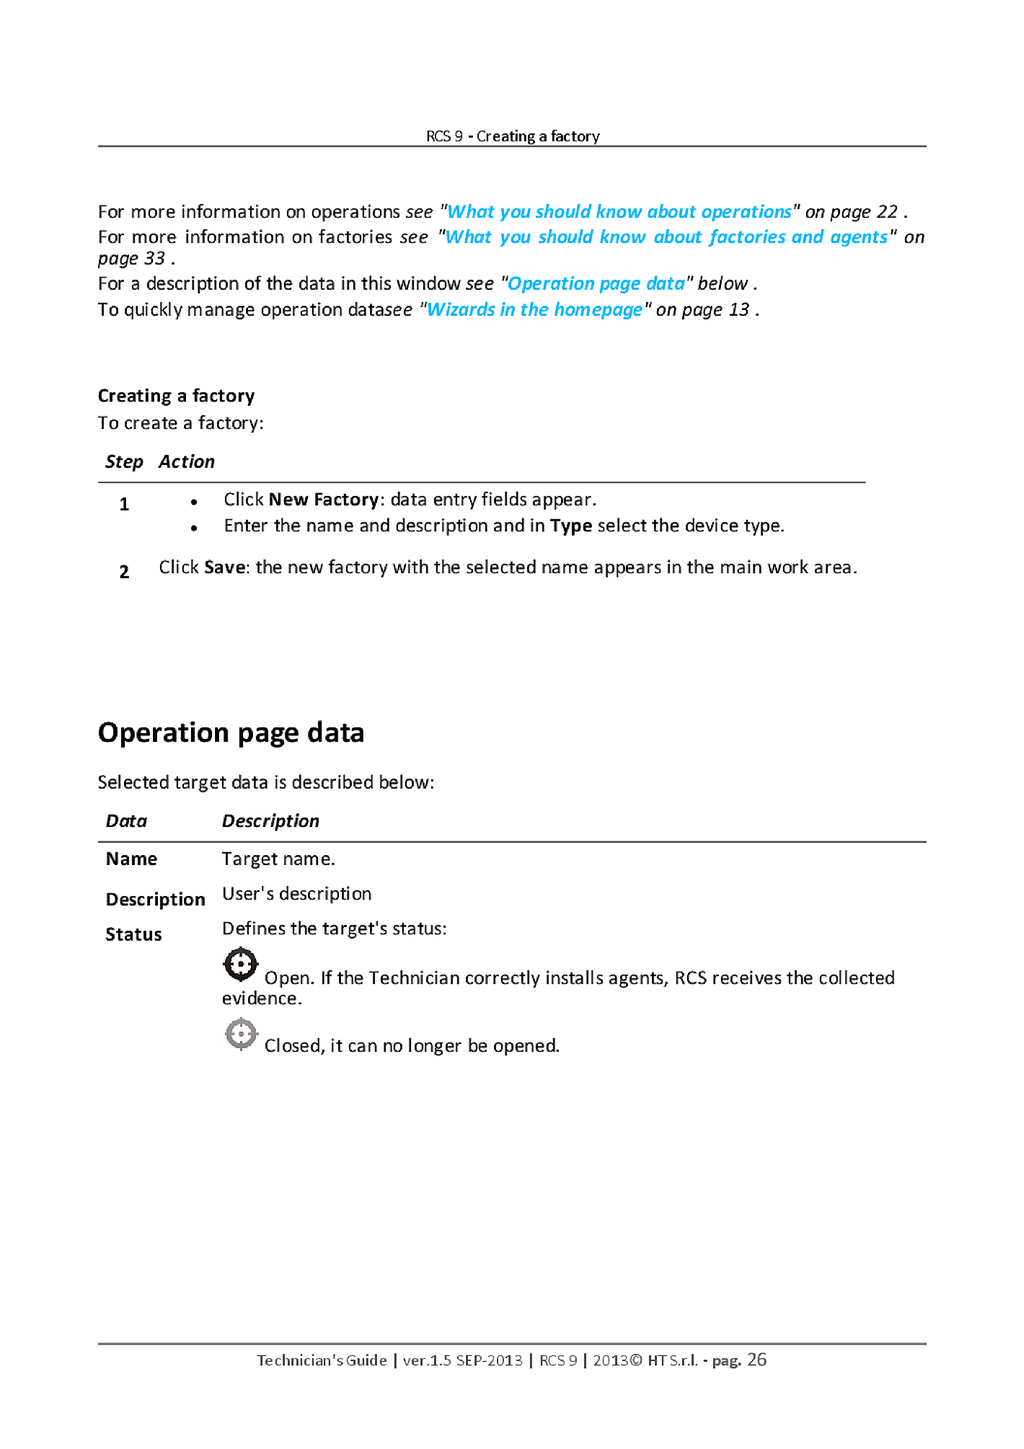 RCS 9 - Creating a factory
For more information on operations see "What you should know about operations" on page 22 .
For more information on factories see "What you should know about factories and agents" on
page 33 .
For a description of the data in this window see "Operation page data" below .
To quickly manage operation datasee "Wizards in the homepage" on page 13 .
Creating a factory
To create a factory:
Step Action
1 • Click New Factory: data entry fields appear.
• Enter the name and description and in Type select the device type.
2 Click Save: the new factory with the selected name appears in the main work area.
Operation page data
Selected target data is described below:
Data Description
Name Target name.
Description User's description
Status Defines the target's status:
Open. If the Technician correctly installs agents, RCS receives the collected
evidence.
Closed, it can no longer be opened.
Technician's Guide | ver.1.5 SEP-2013 | RCS 9 | 2013© HT S.r.l. - pag. 26